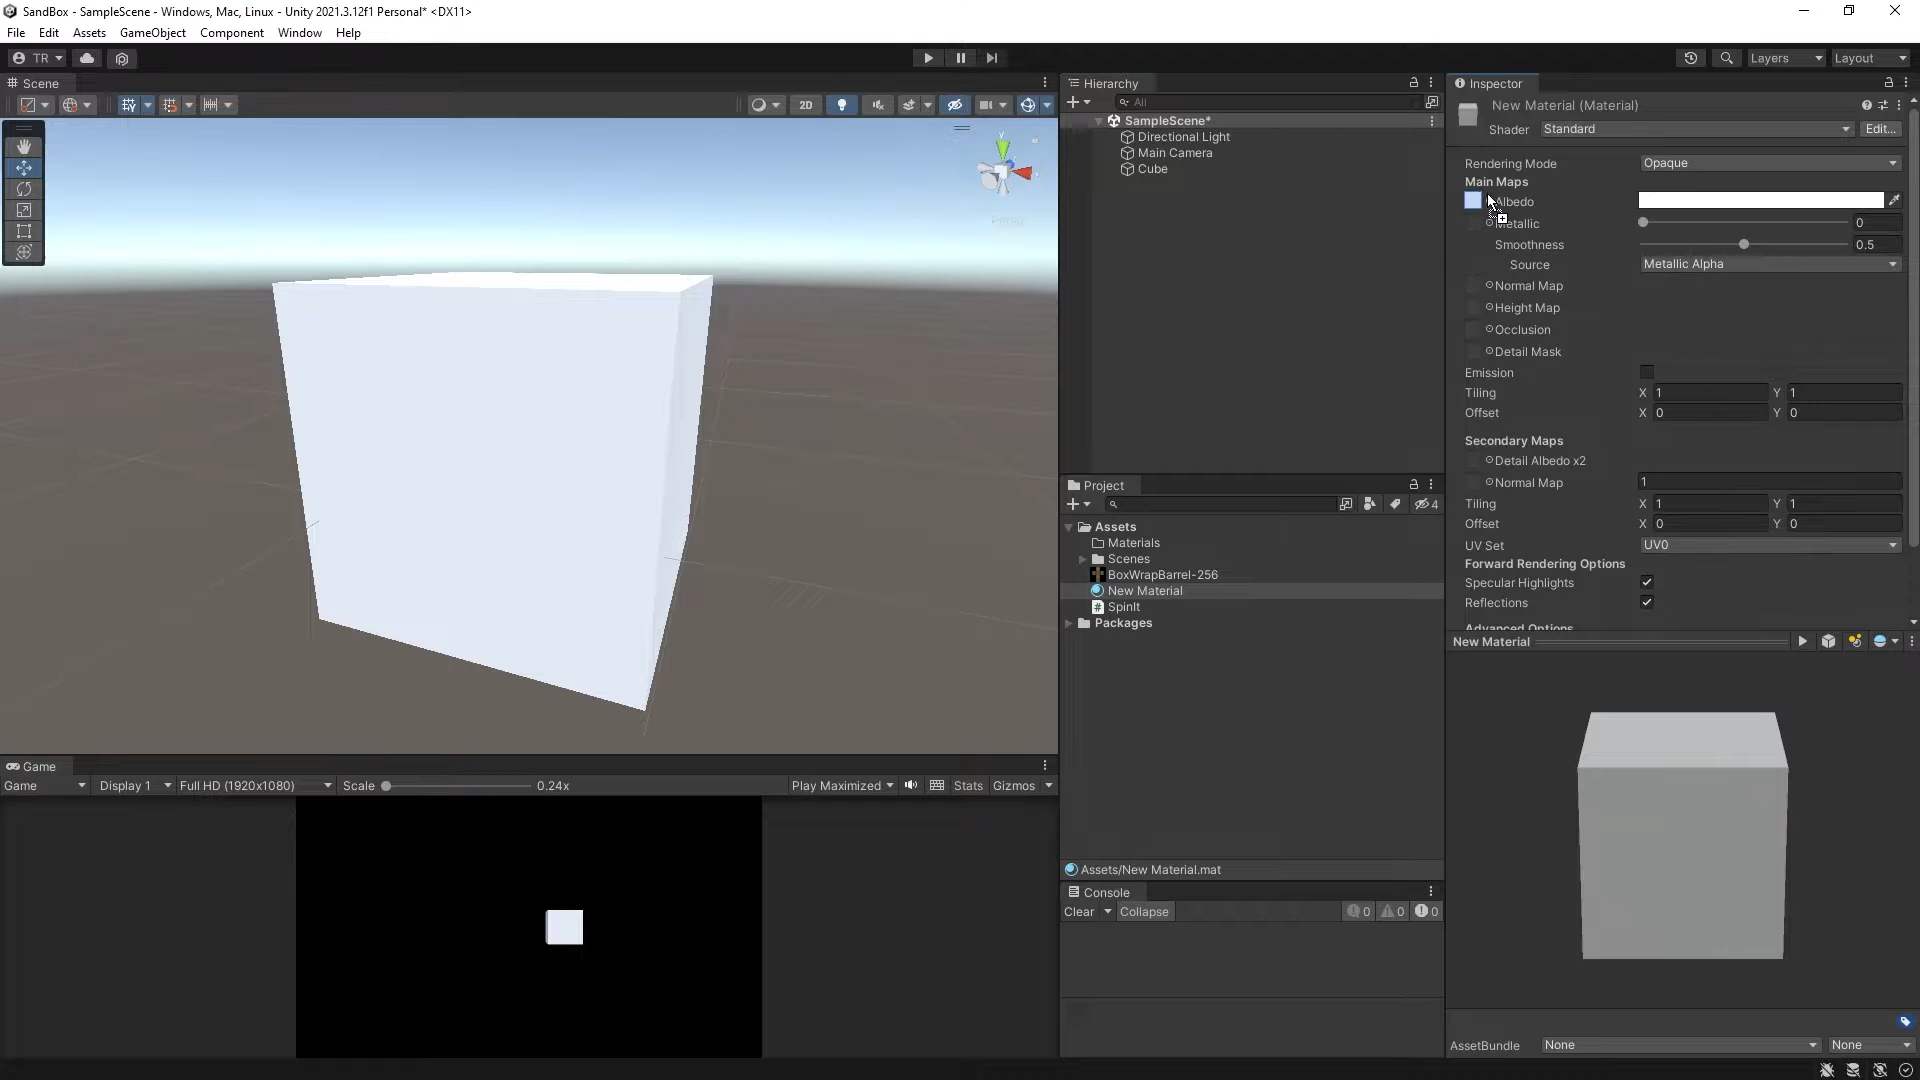 SandBox - SampleScene - Windows, Mac, Linux - Unity 2021.3.12f1 Personal* <DX11>
File Edit Assets GameObject Component Window Help
TR Layers Layout
Scene
2D
y
Persp
Game
Game Display 1 Full HD (1920x1080) Scale 0.24x Play Maximized Stats Gizmos
Hierarchy
All
SampleScene*
Directional Light
Main Camera
Cube
Project
4
Assets
Materials
Scenes
BoxWrapBarrel-256
New Material
SpinIt
Packages
Assets/New Material.mat
Console
Clear Collapse 0 0 0
Inspector
New Material (Material)
Shader Standard Edit...
Rendering Mode Opaque
Main Maps
Albedo
Metallic 0
Smoothness 0.5
Source Metallic Alpha
Normal Map
Height Map
Occlusion
Detail Mask
Emission
Tiling X 1 Y 1
Offset X 0 Y 0
Secondary Maps
Detail Albedo x2
Normal Map 1
Tiling X 1 Y 1
Offset X 0 Y 0
UV Set UV0
Forward Rendering Options
Specular Highlights
Reflections
Advanced Options
New Material
AssetBundle None None